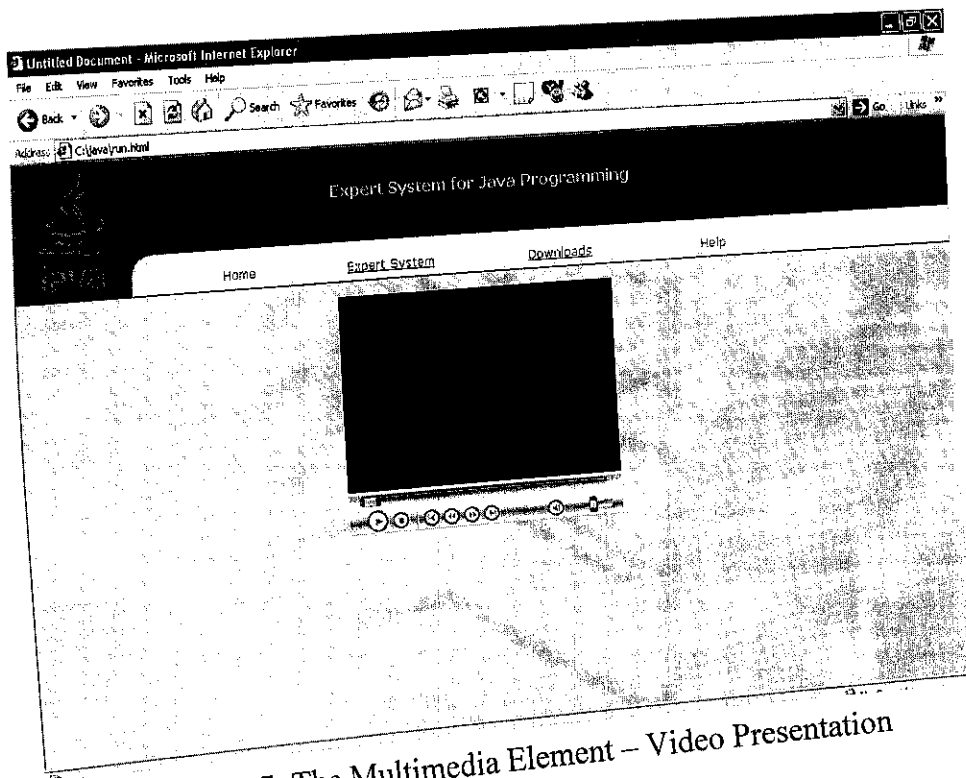 Untitled Document - Microsoft Internet Explorer
File Edit View Favorites Tools Help
Back Search Favorites
Address C:\java\run.html Go Links »
Expert System for Java Programming
Home Expert System Downloads Help
The Multimedia Element – Video Presentation